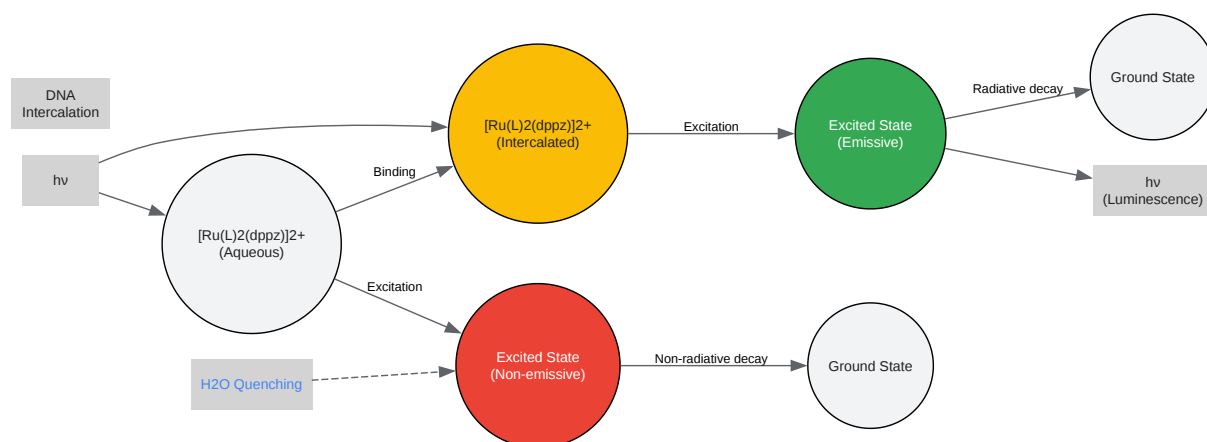 DNA
Intercalation
hν
[Ru(L)2(dppz)]2+
(Aqueous)
Binding
Excitation
H2O Quenching
[Ru(L)2(dppz)]2+
(Intercalated)
Excitation
Excited State
(Emissive)
Radiative decay
Ground State
hν
(Luminescence)
Excited State
(Non-emissive)
Non-radiative decay
Ground State